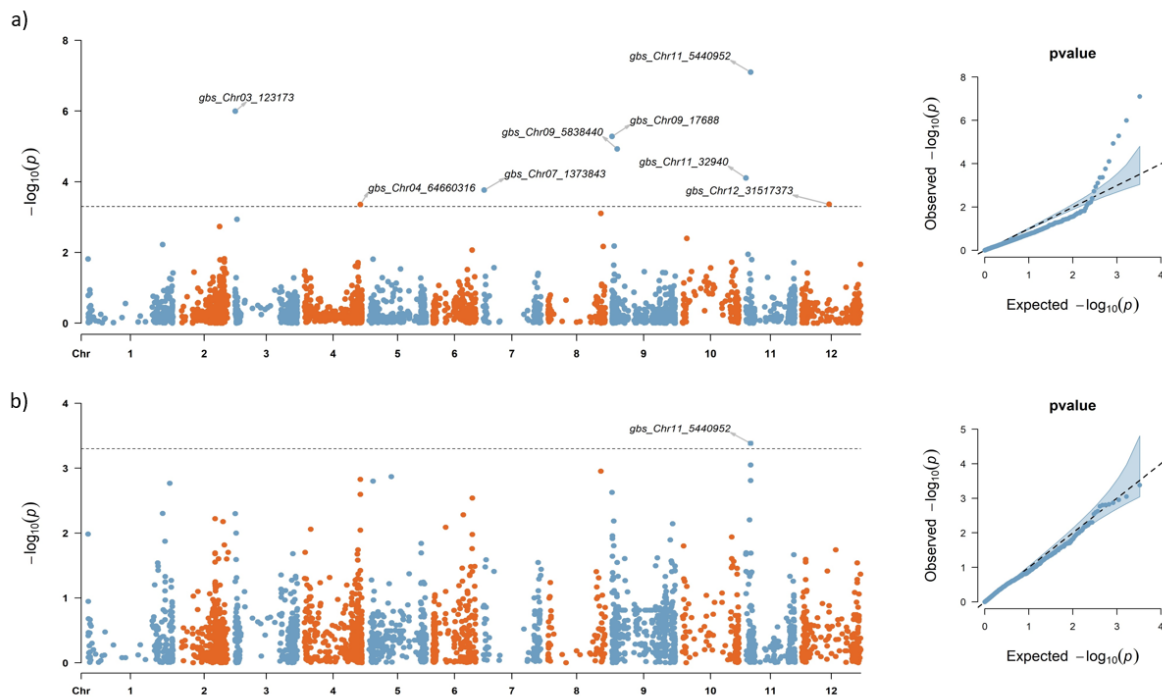 a)
8
6
4
2
0
−log10(p)
gbs_Chr03_123173
gbs_Chr04_64660316
gbs_Chr07_1373843
gbs_Chr09_5838440
gbs_Chr09_17688
gbs_Chr11_5440952
gbs_Chr11_32940
gbs_Chr12_31517373
Chr 1 2 3 4 5 6 7 8 9 10 11 12
pvalue
8
6
4
2
0
Observed −log10(p)
0 1 2 3 4
Expected −log10(p)
b)
4
3
2
1
0
−log10(p)
gbs_Chr11_5440952
Chr 1 2 3 4 5 6 7 8 9 10 11 12
pvalue
5
4
3
2
1
0
Observed −log10(p)
0 1 2 3 4
Expected −log10(p)